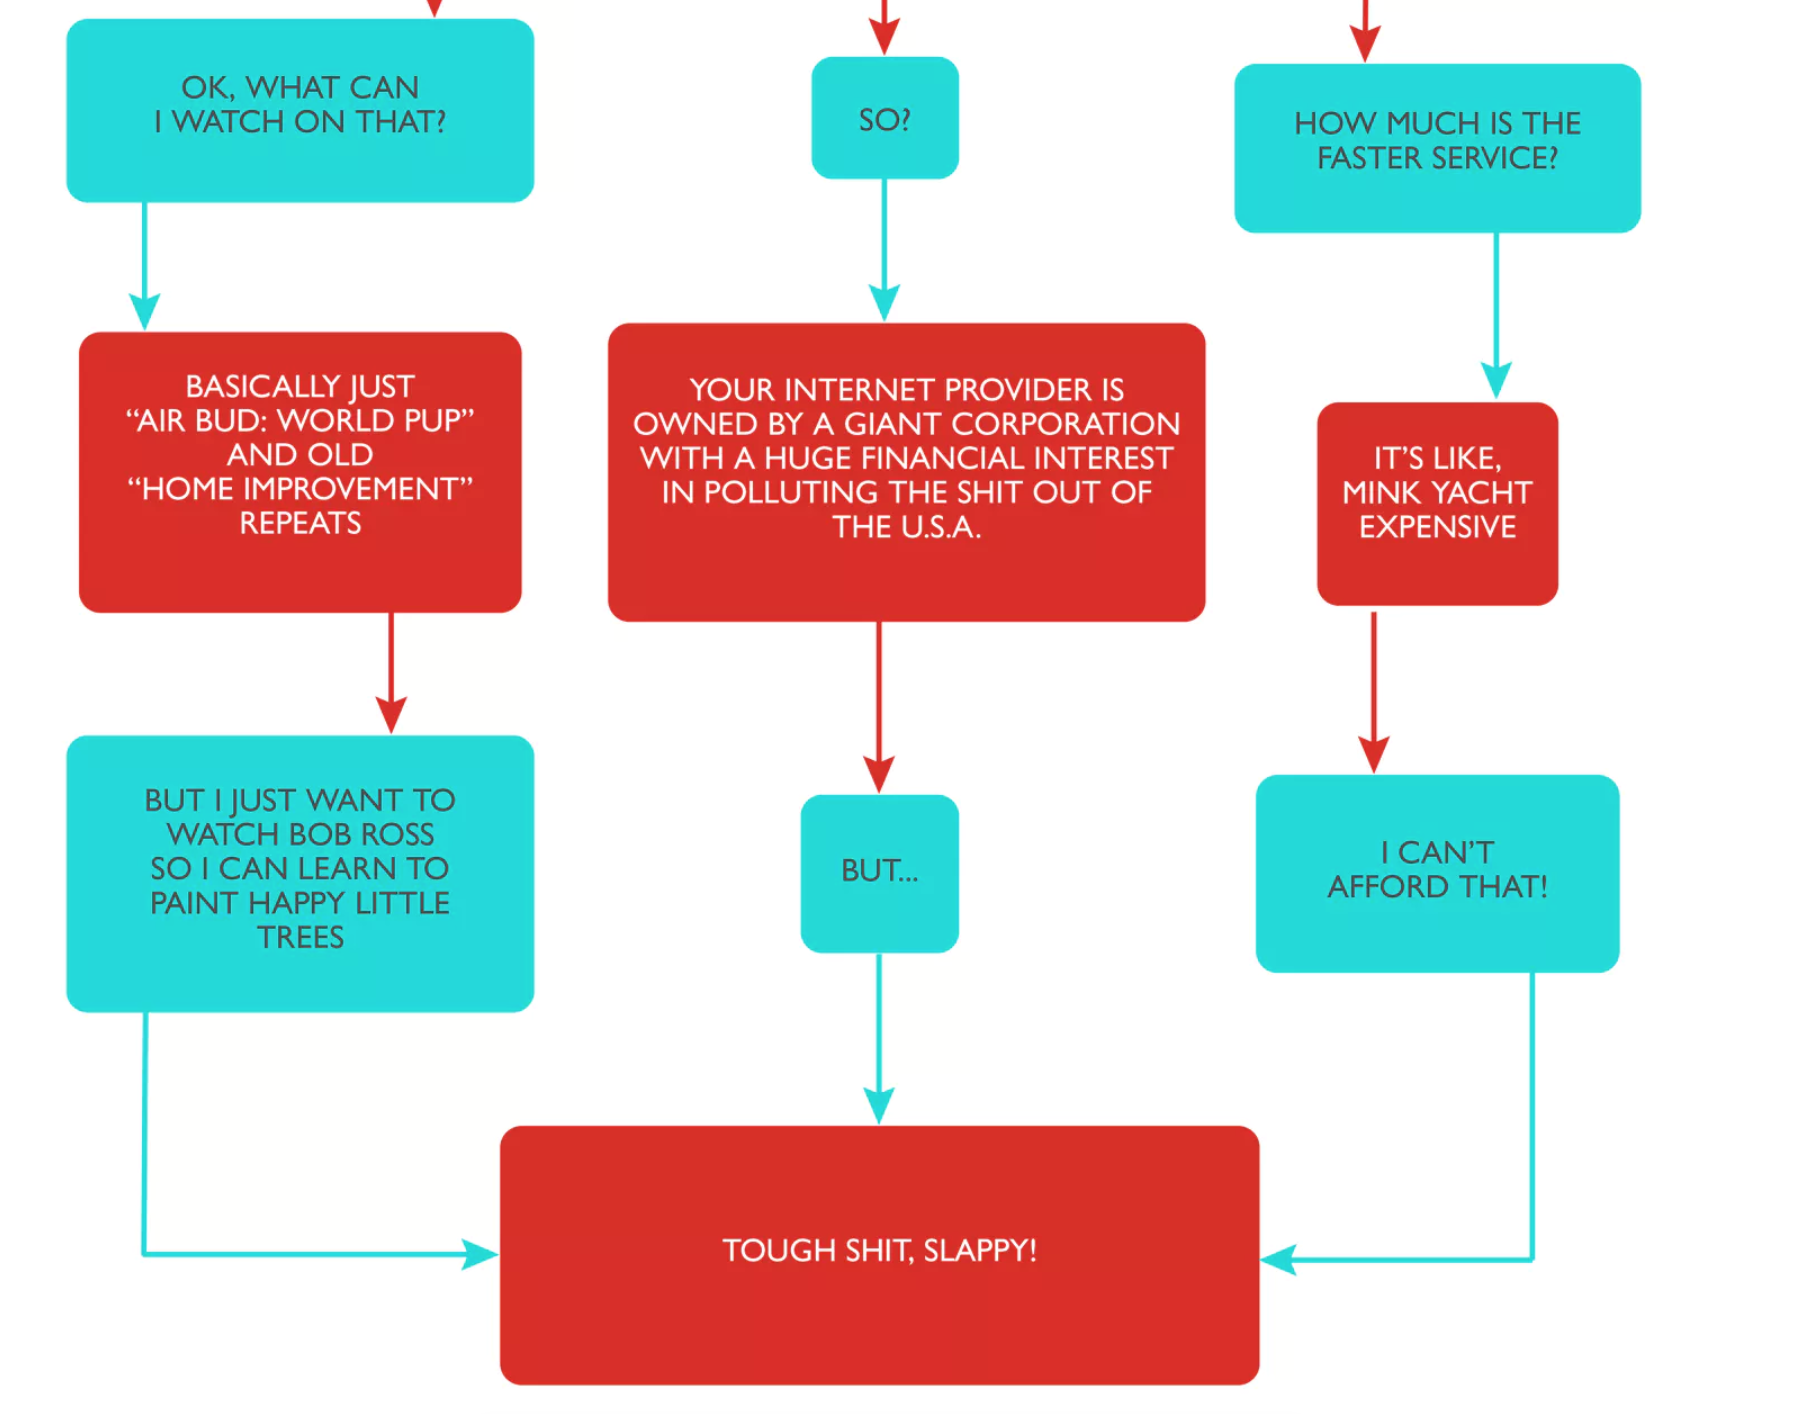 OK, WHAT CAN
I WATCH ON THAT?
SO?
HOW MUCH IS THE
FASTER SERVICE?
BASICALLY JUST
“AIR BUD: WORLD PUP”
AND OLD
“HOME IMPROVEMENT”
REPEATS
YOUR INTERNET PROVIDER IS
OWNED BY A GIANT CORPORATION
WITH A HUGE FINANCIAL INTEREST
IN POLLUTING THE SHIT OUT OF
THE U.S.A.
IT’S LIKE,
MINK YACHT
EXPENSIVE
BUT I JUST WANT TO
WATCH BOB ROSS
SO I CAN LEARN TO
PAINT HAPPY LITTLE
TREES
BUT...
I CAN’T
AFFORD THAT!
TOUGH SHIT, SLAPPY!